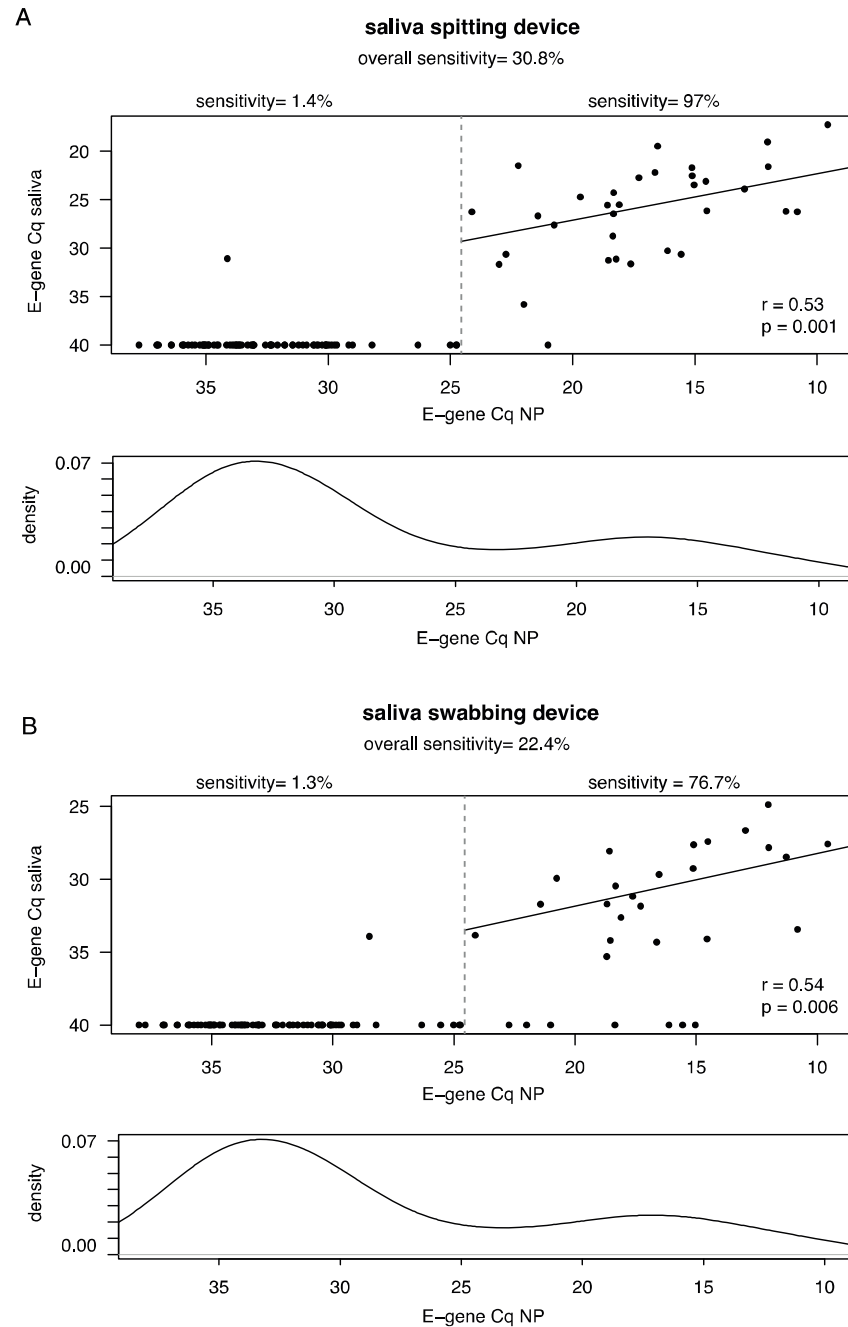 A
saliva spitting device
overall sensitivity= 30.8%
sensitivity= 1.4% sensitivity= 97%
E−gene Cq saliva
20
25
30
35
40
r = 0.53
p = 0.001
35 30 25 20 15 10
E−gene Cq NP
density
0.07
0.00
35 30 25 20 15 10
E−gene Cq NP
B
saliva swabbing device
overall sensitivity= 22.4%
sensitivity= 1.3% sensitivity = 76.7%
E−gene Cq saliva
25
30
35
40
r = 0.54
p = 0.006
35 30 25 20 15 10
E−gene Cq NP
density
0.07
0.00
35 30 25 20 15 10
E−gene Cq NP